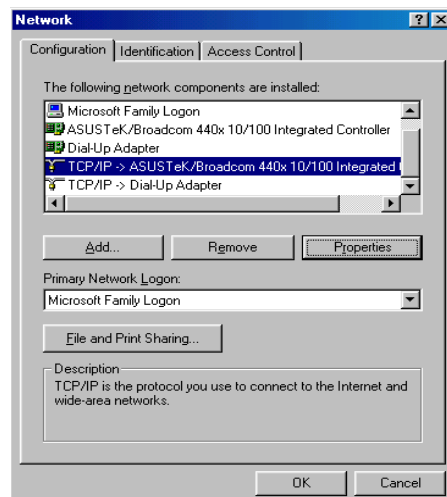 Network
Configuration Identification Access Control
The following network components are installed:
Microsoft Family Logon
ASUSTeK/Broadcom 440x 10/100 Integrated Controller
Dial-Up Adapter
TCP/IP -> ASUSTeK/Broadcom 440x 10/100 Integrated
TCP/IP -> Dial-Up Adapter
Add... Remove Properties
Primary Network Logon:
Microsoft Family Logon
File and Print Sharing...
Description
TCP/IP is the protocol you use to connect to the Internet and
wide-area networks.
OK Cancel